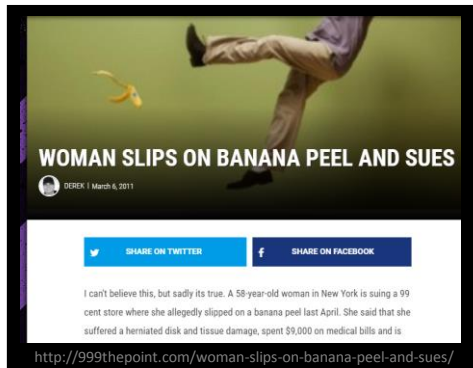 WOMAN SLIPS ON BANANA PEEL AND SUES
DEREK | March 6, 2011
SHARE ON TWITTER
f SHARE ON FACEBOOK
I can't believe this, but sadly its true. A 58-year-old woman in New York is suing a 99
cent store where she allegedly slipped on a banana peel last April. She said that she
suffered a herniated disk and tissue damage, spent $9,000 on medical bills and is
http://999thepoint.com/woman-slips-on-banana-peel-and-sues/